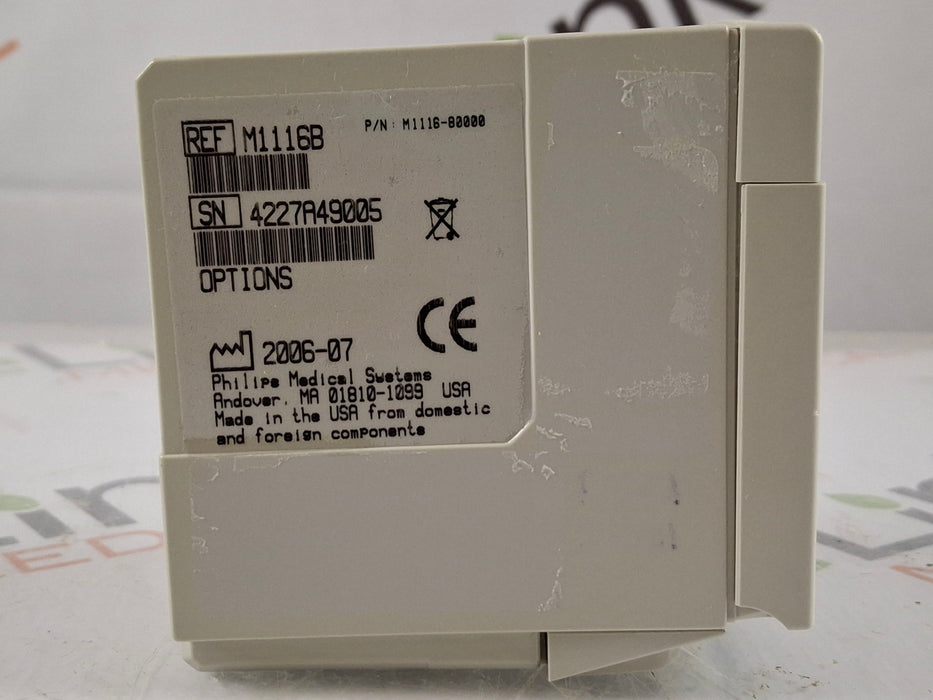 REF M1116B
P/N: M1116-80000
SN 4227A49005
OPTIONS
CE
2006-07
Philips Medical Systems
Andover, MA 01810-1099 USA
Made in the USA from domestic
and foreign components